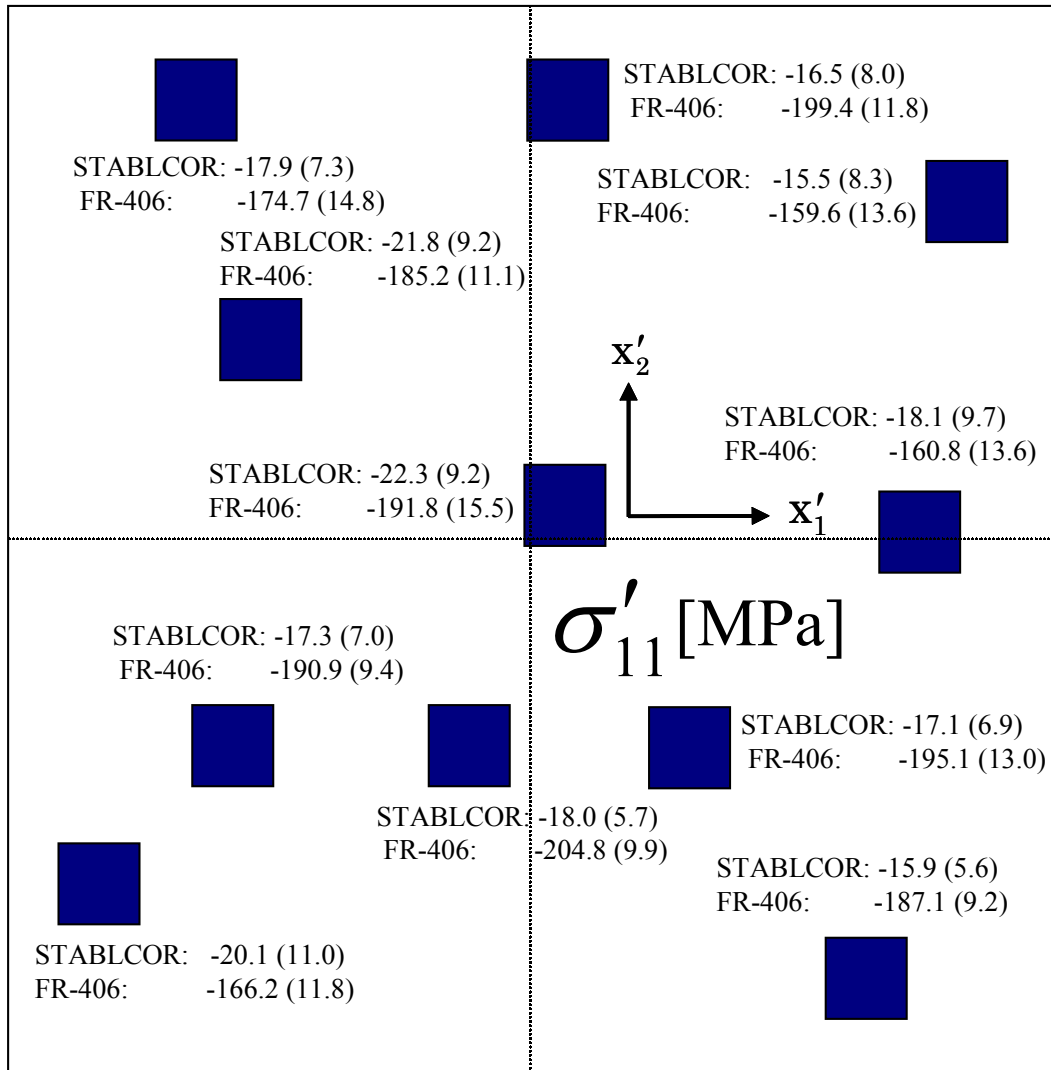 STABLCOR: -16.5 (8.0)
FR-406: -199.4 (11.8)
STABLCOR: -17.9 (7.3)
FR-406: -174.7 (14.8)
STABLCOR: -15.5 (8.3)
FR-406: -159.6 (13.6)
STABLCOR: -21.8 (9.2)
FR-406: -185.2 (11.1)
x′₂
STABLCOR: -18.1 (9.7)
FR-406: -160.8 (13.6)
STABLCOR: -22.3 (9.2)
FR-406: -191.8 (15.5)
x′₁
σ′₁₁ [MPa]
STABLCOR: -17.3 (7.0)
FR-406: -190.9 (9.4)
STABLCOR: -17.1 (6.9)
FR-406: -195.1 (13.0)
STABLCOR: -18.0 (5.7)
FR-406: -204.8 (9.9)
STABLCOR: -15.9 (5.6)
FR-406: -187.1 (9.2)
STABLCOR: -20.1 (11.0)
FR-406: -166.2 (11.8)